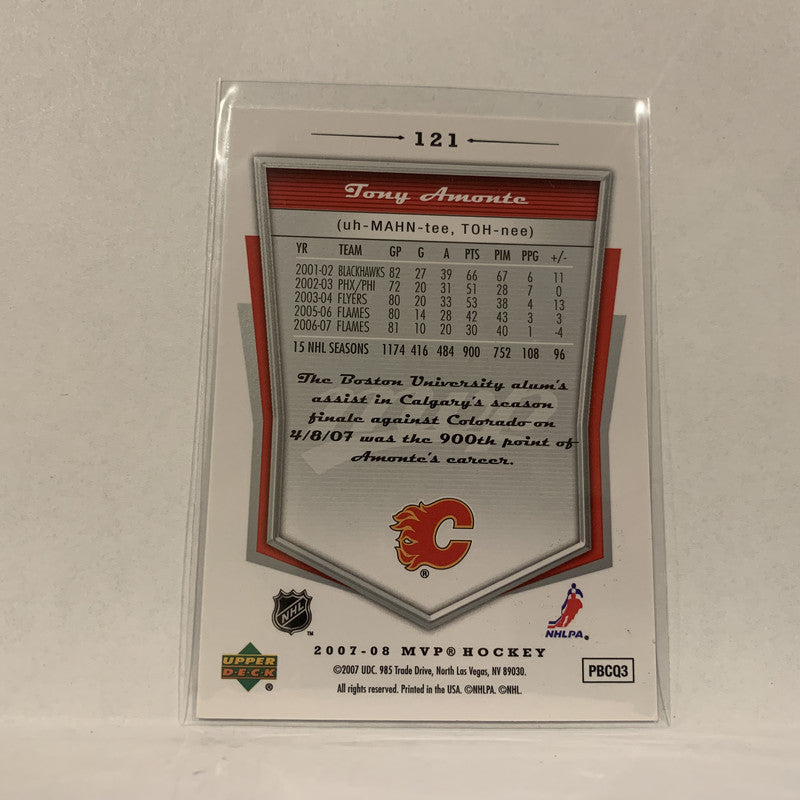 121
Tony Amonte
(uh-MAHN-tee, TOH-nee)
YR TEAM GP G A PTS PIM PPG +/-
2001-02 BLACKHAWKS 82 27 39 66 67 6 11
2002-03 PHX/PHI 72 20 31 51 28 7 0
2003-04 FLYERS 80 20 33 53 38 4 13
2005-06 FLAMES 80 14 28 42 43 3 3
2006-07 FLAMES 81 10 20 30 40 1 -4
15 NHL SEASONS 1174 416 484 900 752 108 96
The Boston University alum's
assist in Calgary's season
finale against Colorado on
4/8/07 was the 900th point of
Amonte's career.
C
®
NHL
TM
NHLPA®
2007-08 MVP® HOCKEY
UPPER
DECK
®
©2007 UDC. 985 Trade Drive, North Las Vegas, NV 89030.
All rights reserved. Printed in the USA. ©NHLPA. ©NHL.
PBCQ3